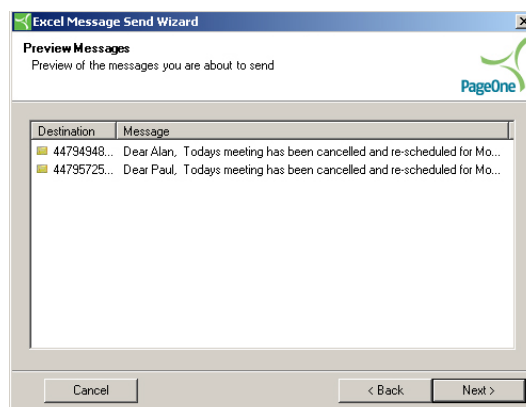 Excel Message Send Wizard
Preview Messages
Preview of the messages you are about to send
PageOne
Destination Message
44794948... Dear Alan, Todays meeting has been cancelled and re-scheduled for Mo...
44795725... Dear Paul, Todays meeting has been cancelled and re-scheduled for Mo...
Cancel < Back Next >